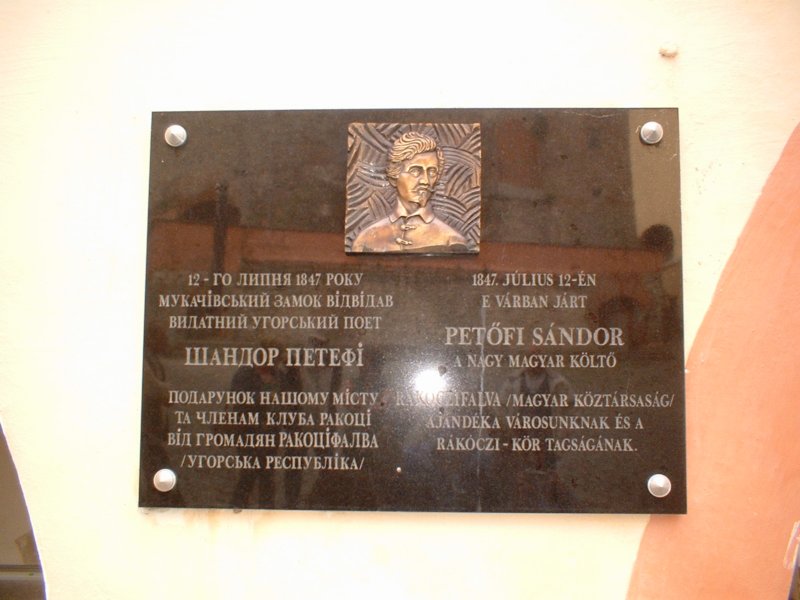 12 - ГО ЛИПНЯ 1847 РОКУ
МУКАЧІВСЬКИЙ ЗАМОК ВІДВІДАВ
ВИДАТНИЙ УГОРСЬКИЙ ПОЕТ
ШАНДОР ПЕТЕФІ
ПОДАРУНОК НАШОМУ МІСТУ
ТА ЧЛЕНАМ КЛУБА РАКОЦІ
ВІД ГРОМАДЯН РАКОЦІФАЛВА
/УГОРСЬКА РЕСПУБЛІКА/
1847. JÚLIUS 12-ÉN
E VÁRBAN JÁRT
PETŐFI SÁNDOR
A NAGY MAGYAR KÖLTŐ
/MAGYAR KÖZTÁRSASÁG/
AJÁNDÉKA VÁROSUNKNAK ÉS A
RÁKÓCZI - KÖR TAGSÁGÁNAK.